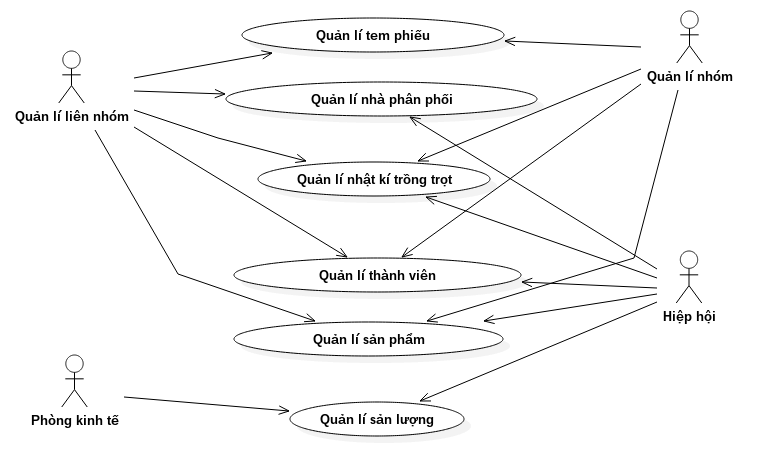 Quản lí tem phiếu
Quản lí nhóm
Quản lí nhà phân phối
Quản lí liên nhóm
Quản lí nhật kí trồng trọt
Quản lí thành viên
Hiệp hội
Quản lí sản phẩm
Phòng kinh tế
Quản lí sản lượng